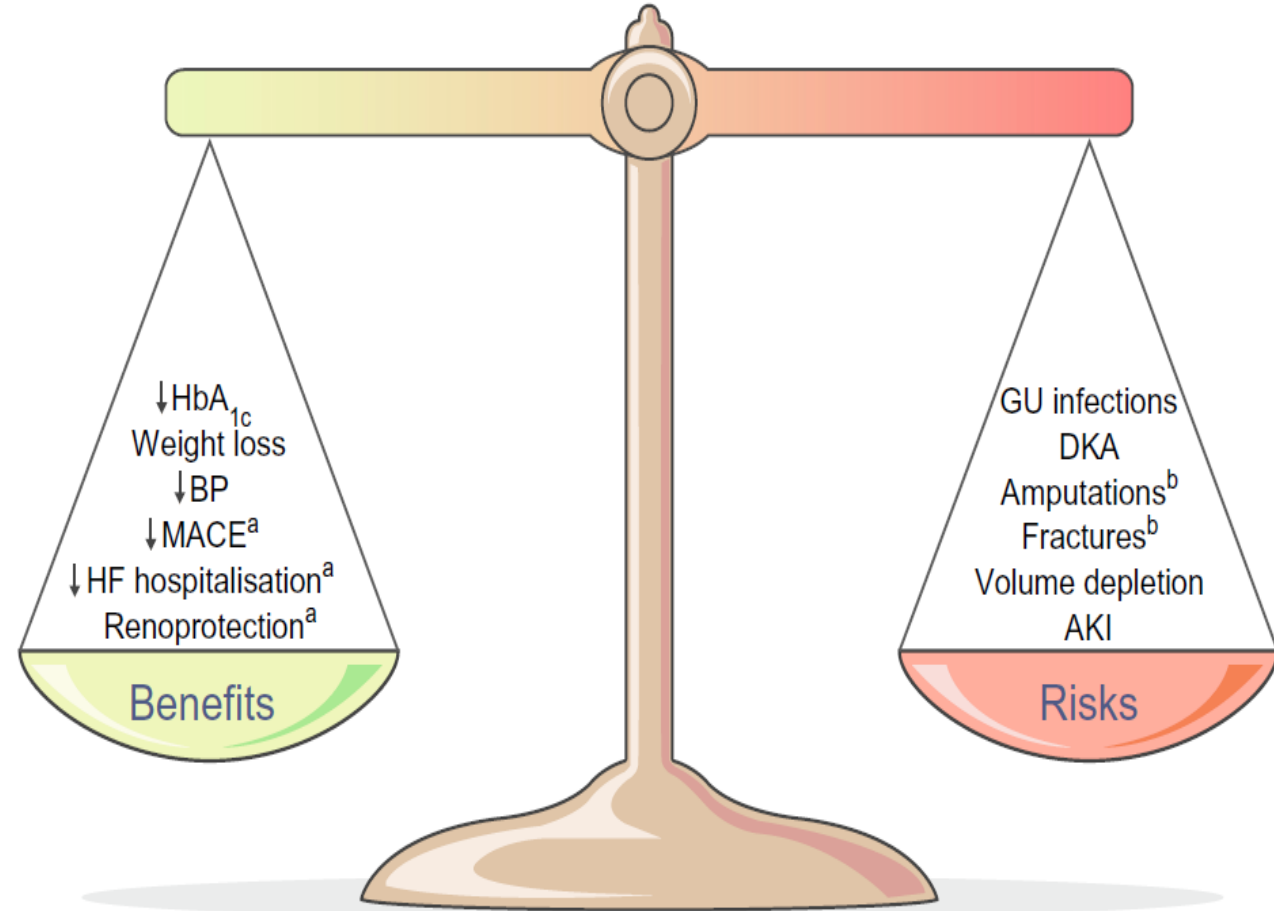 ↓HbA1c
Weight loss
↓BP
↓MACEa
↓HF hospitalisationa
Renoprotectiona
Benefits
GU infections
DKA
Amputationsb
Fracturesb
Volume depletion
AKI
Risks